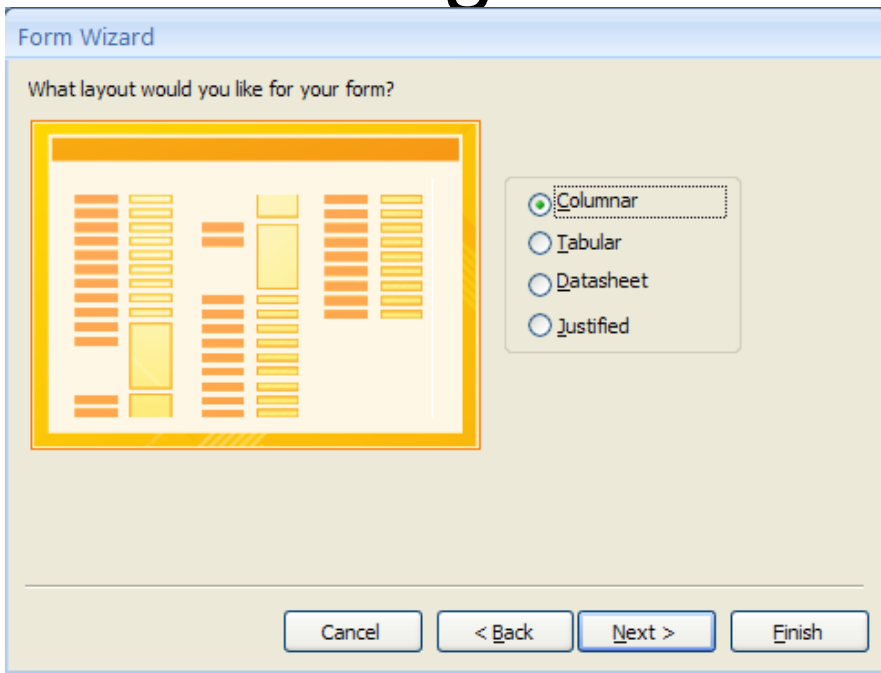 Form Wizard
What layout would you like for your form?
Columnar
Tabular
Datasheet
Justified
Cancel
< Back
Next >
Finish